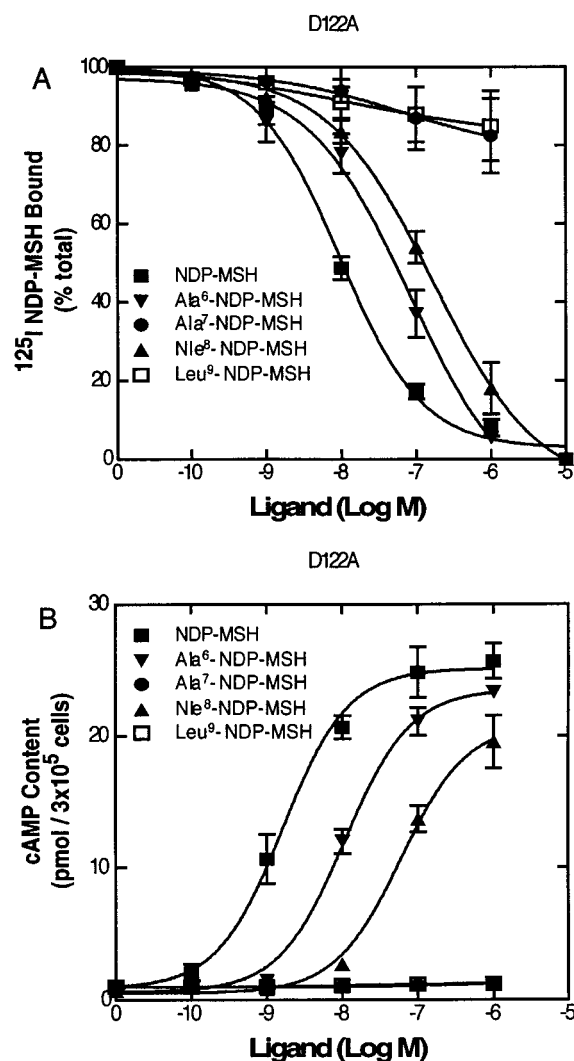 D122A
A
100
80
60
40
20
0
125I NDP-MSH Bound
(% total)
NDP-MSH
Ala6-NDP-MSH
Ala7-NDP-MSH
Nle8-NDP-MSH
Leu9-NDP-MSH
0 -10 -9 -8 -7 -6 -5
Ligand (Log M)
D122A
B
30
20
10
0
cAMP Content
(pmol / 3x10^5 cells)
NDP-MSH
Ala6-NDP-MSH
Ala7-NDP-MSH
Nle8-NDP-MSH
Leu9-NDP-MSH
0 -10 -9 -8 -7 -6 -5
Ligand (Log M)